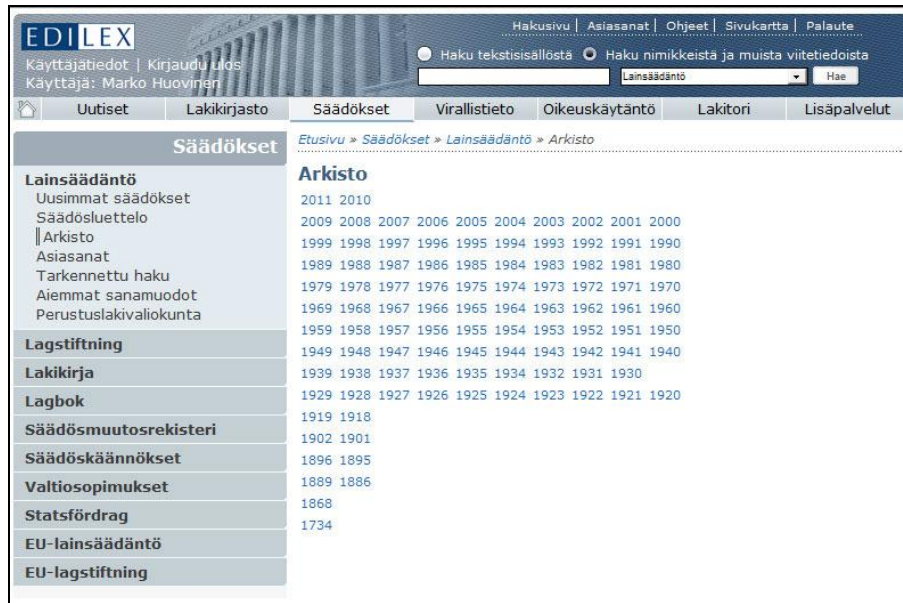 Hakusivu | Asiasanat | Ohjeet | Sivukartta | Palaute
EDILEX
Haku tekstisisällöstä Haku nimikkeistä ja muista viitetiedoista
Käyttäjätiedot | Kirjaudu ulos
Käyttäjä: Marko Huovinen
Lainsäädäntö Hae
Uutiset Lakikirjasto Säädökset Virallistieto Oikeuskäytäntö Lakitori Lisäpalvelut
Säädökset
Lainsäädäntö
Uusimmat säädökset
Säädösluettelo
Arkisto
Asiasanat
Tarkennettu haku
Aiemmat sanamuodot
Perustuslakivaliokunta
Lagstiftning
Lakikirja
Lagbok
Säädösmuutosrekisteri
Säädöskäännökset
Valtiosopimukset
Statsfördrag
EU-lainsäädäntö
EU-lagstiftning
Etusivu » Säädökset » Lainsäädäntö » Arkisto
Arkisto
2011 2010
2009 2008 2007 2006 2005 2004 2003 2002 2001 2000
1999 1998 1997 1996 1995 1994 1993 1992 1991 1990
1989 1988 1987 1986 1985 1984 1983 1982 1981 1980
1979 1978 1977 1976 1975 1974 1973 1972 1971 1970
1969 1968 1967 1966 1965 1964 1963 1962 1961 1960
1959 1958 1957 1956 1955 1954 1953 1952 1951 1950
1949 1948 1947 1946 1945 1944 1943 1942 1941 1940
1939 1938 1937 1936 1935 1934 1932 1931 1930
1929 1928 1927 1926 1925 1924 1923 1922 1921 1920
1919 1918
1902 1901
1896 1895
1889 1886
1868
1734